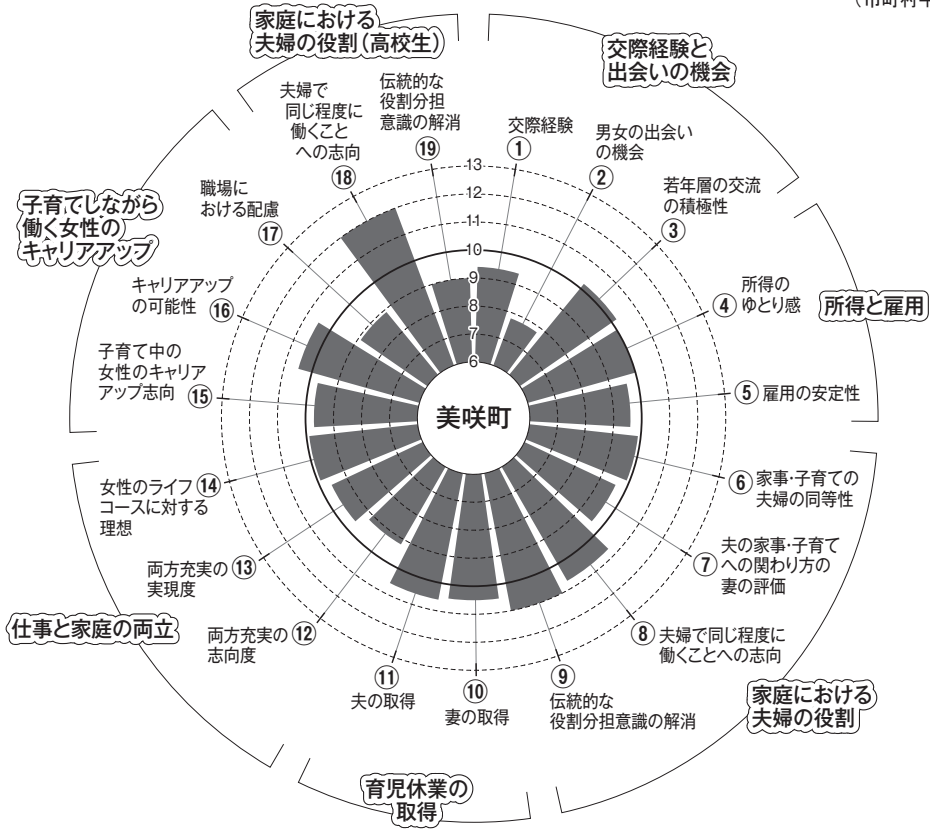 (市町村平
家庭における
夫婦の役割(高校生)
交際経験と
出会いの機会
所得と雇用
家庭における
夫婦の役割
育児休業の
取得
仕事と家庭の両立
子育てしながら
働く女性の
キャリアアップ
交際経験
①
男女の出会い
の機会
②
若年層の交流
の積極性
③
④ 所得の
ゆとり感
⑤ 雇用の安定性
⑥ 家事・子育ての
夫婦の同等性
⑦ 夫の家事・子育て
への関わり方の
妻の評価
⑧ 夫婦で同じ程度に
働くことへの志向
⑨
伝統的な
役割分担意識の解消
⑩
妻の取得
⑪
夫の取得
両方充実の ⑫
志向度
両方充実の ⑬
実現度
女性のライフ ⑭
コースに対する
理想
子育て中の
女性のキャリア
アップ志向 ⑮
キャリアアップ
の可能性 ⑯
職場に
おける配慮
⑰
夫婦で
同じ程度に
働くこと
への志向
⑱
伝統的な
役割分担
意識の解消
⑲
13
12
11
10
9
8
7
6
美咲町